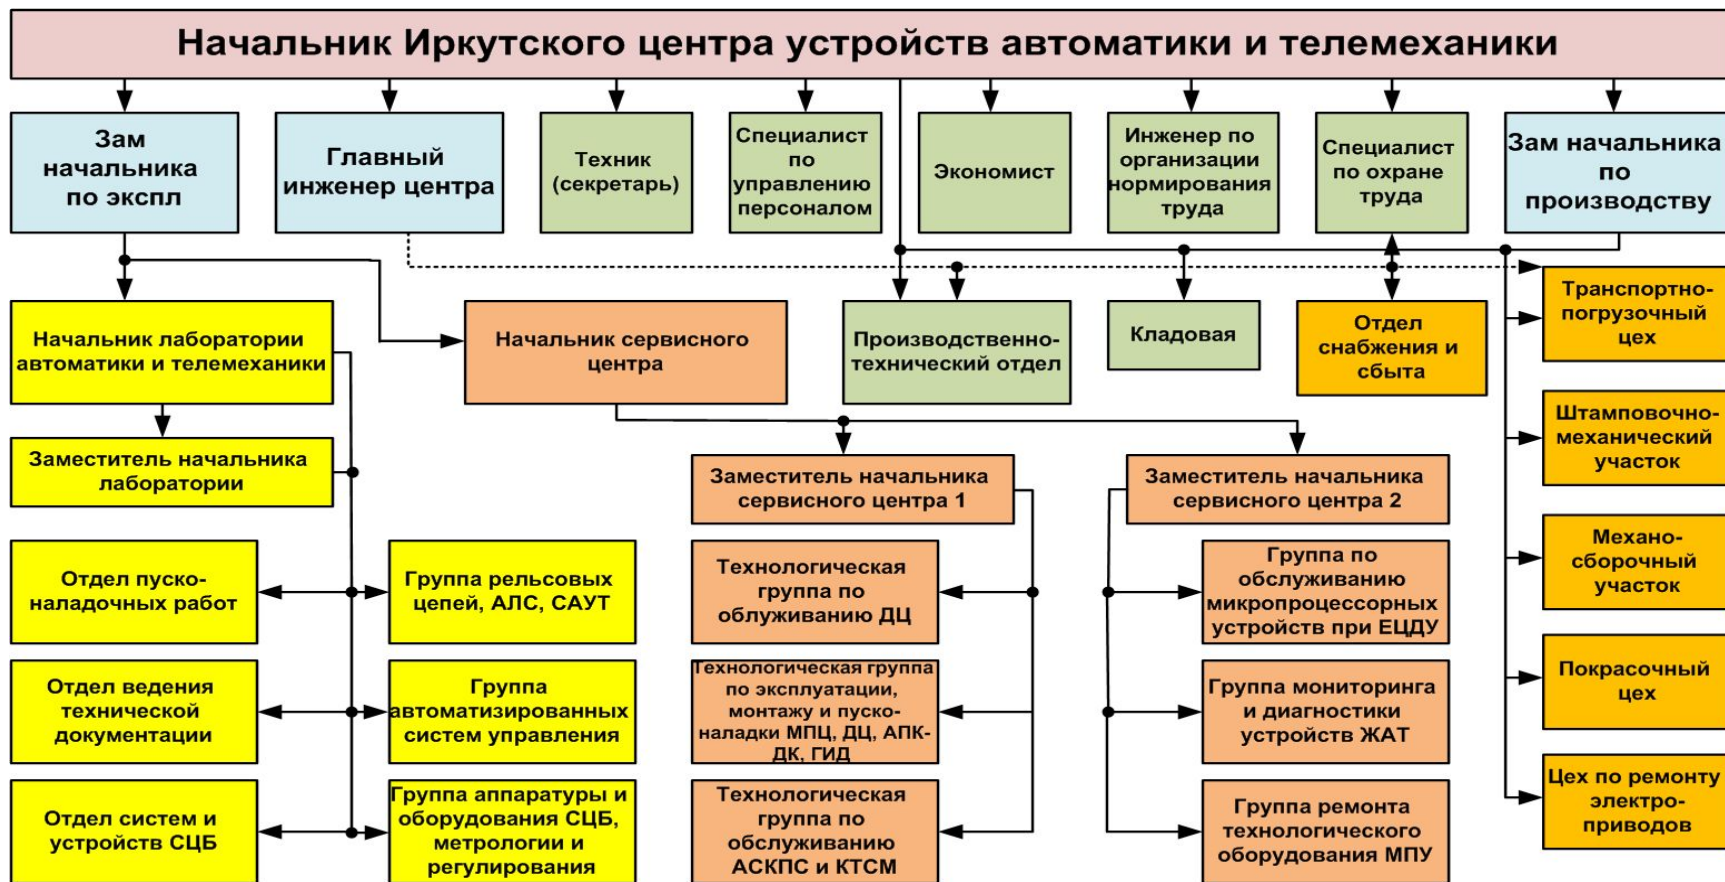 Начальник Иркутского центра устройств автоматики и телемеханики
Зам
начальника
по экспл
Главный
инженер центра
Техник
(секретарь)
Специалист
по
управлению
персоналом
Экономист
Инженер по
организации
нормирования
труда
Специалист
по охране
труда
Зам начальника
по
производству
Начальник лаборатории
автоматики и телемеханики
Начальник сервисного
центра
Производственно-
технический отдел
Кладовая
Отдел
снабжения и
сбыта
Транспортно-
погрузочный
цех
Заместитель начальника
лаборатории
Заместитель начальника
сервисного центра 1
Заместитель начальника
сервисного центра 2
Штамповочно-
механический
участок
Отдел пуско-
наладочных работ
Группа рельсовых
цепей, АЛС, САУТ
Технологическая
группа по
облуживанию ДЦ
Группа по
обслуживанию
микропроцессорных
устройств при ЕЦДУ
Механо-
сборочный
участок
Отдел ведения
технической
документации
Группа
автоматизированных
систем управления
Технологическая группа
по эксплуатации,
монтажу и пуско-
наладки МПЦ, ДЦ, АПК-
ДК, ГИД
Группа мониторинга
и диагностики
устройств ЖАТ
Покрасочный
цех
Отдел систем и
устройств СЦБ
Группа аппаратуры и
оборудования СЦБ,
метрологии и
регулирования
Технологическая
группа по
обслуживанию
АСКПС и КТСМ
Группа ремонта
технологического
оборудования МПУ
Цех по ремонту
электро-
приводов